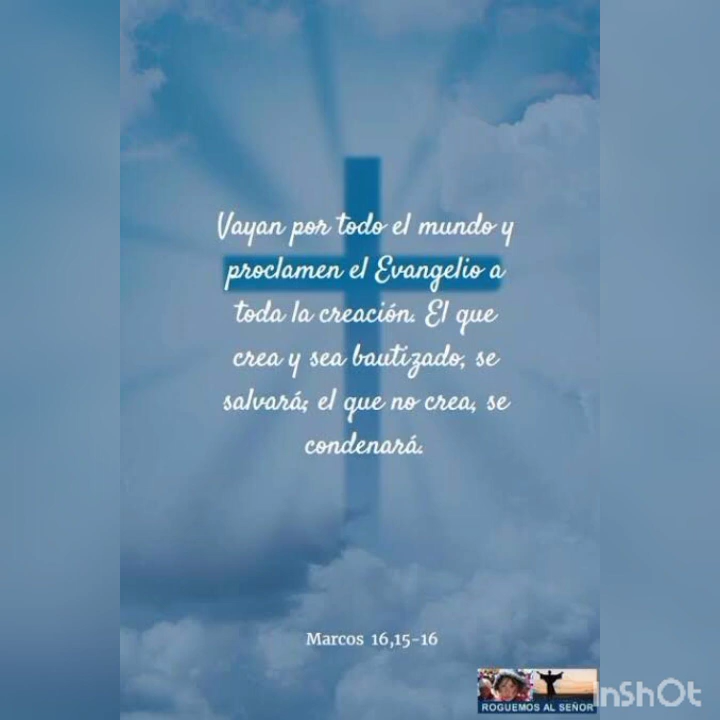 Vayan por todo el mundo y
proclamen el Evangelio a
toda la creación. El que
crea y sea bautizado, se
salvará; el que no crea, se
condenará.
Marcos 16,15-16
ROGUEMOS AL SEÑOR
InShOt